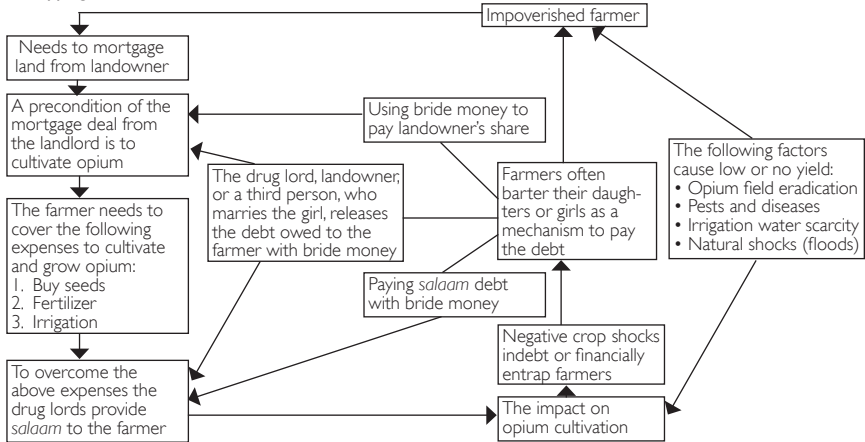 Impoverished farmer
Needs to mortgage
land from landowner
A precondition of the
mortgage deal from
the landlord is to
cultivate opium
The farmer needs to
cover the following
expenses to cultivate
and grow opium:
1. Buy seeds
2. Fertilizer
3. Irrigation
To overcome the
above expenses the
drug lords provide
salaam to the farmer
Using bride money to
pay landowner's share
The drug lord, landowner,
or a third person, who
marries the girl, releases
the debt owed to the
farmer with bride money
Paying salaam debt
with bride money
Farmers often
barter their daugh-
ters or girls as a
mechanism to pay
the debt
Negative crop shocks
indebt or financially
entrap farmers
The impact on
opium cultivation
The following factors
cause low or no yield:
• Opium field eradication
• Pests and diseases
• Irrigation water scarcity
• Natural shocks (floods)